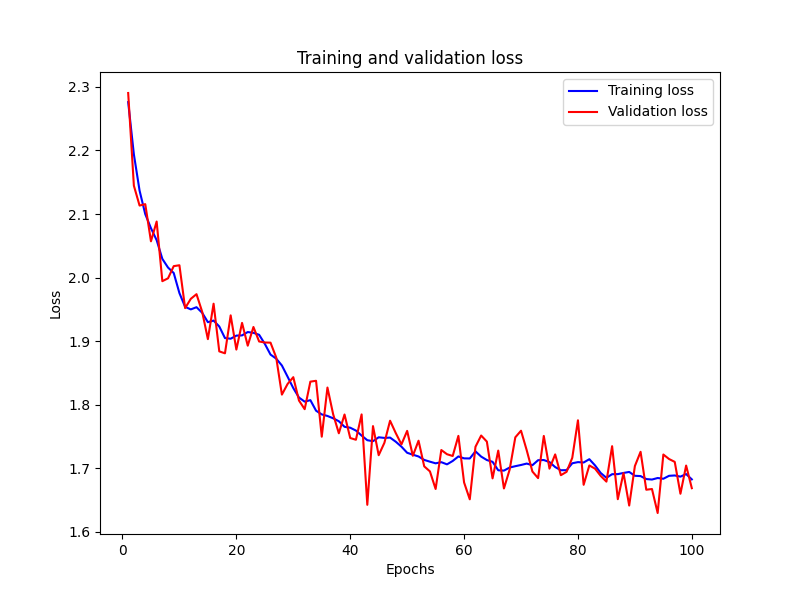 Training and validation loss
Training loss
Validation loss
2.3
2.2
2.1
2.0
1.9
1.8
1.7
1.6
Loss
0 20 40 60 80 100
Epochs